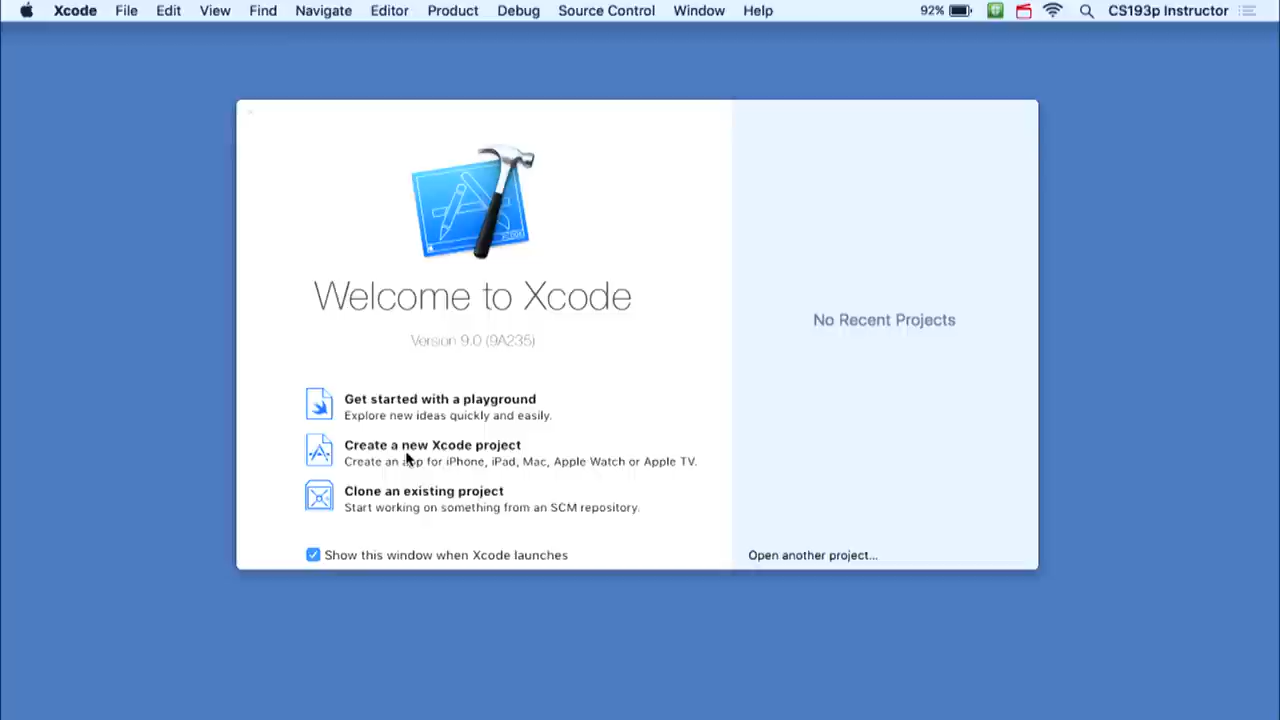 Xcode File Edit View Find Navigate Editor Product Debug Source Control Window Help 92% CS193p Instructor
Welcome to Xcode
Version 9.0 (9A235)
No Recent Projects
Get started with a playground
Explore new ideas quickly and easily.
Create a new Xcode project
Create an app for iPhone, iPad, Mac, Apple Watch or Apple TV.
Clone an existing project
Start working on something from an SCM repository.
Show this window when Xcode launches
Open another project...